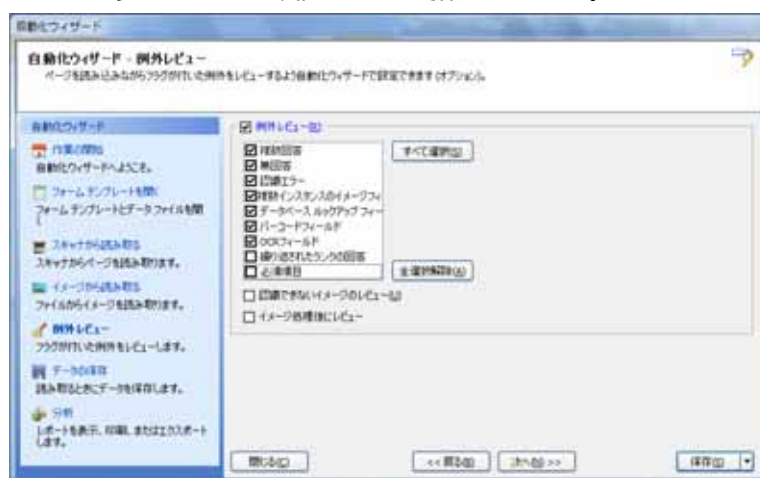 自動化ウィザード
自動化ウィザード - 例外レビュー
ページを読み込みながらフラグが付いた例外をレビューするよう自動化ウィザードで設定できます (オプション)。
自動化ウィザード
作業の開始
自動化ウィザードへようこそ。
フォーム テンプレートを開く
フォーム テンプレートとデータ ファイルを開く
スキャナから読み取る
スキャナからページを読み取ります。
イメージから読み取る
ファイルからイメージを読み取ります。
例外レビュー
フラグが付いた例外をレビューします。
データの保存
読み取るときにデータを保存します。
分析
レポートを表示、印刷、またはエクスポートします。
例外レビュー(E)
複数回答
無回答
認識エラー
複数インスタンスのイメージフィ
データベース ルックアップ フィー
バーコードフィールド
OCRフィールド
繰り返されたランクの回答
必須項目
すべて選択(S)
全選択解除(A)
認識できないイメージのレビュー(U)
イメージ処理後にレビュー
閉じる(C)
<< 戻る(B)
次へ(N) >>
保存(S)